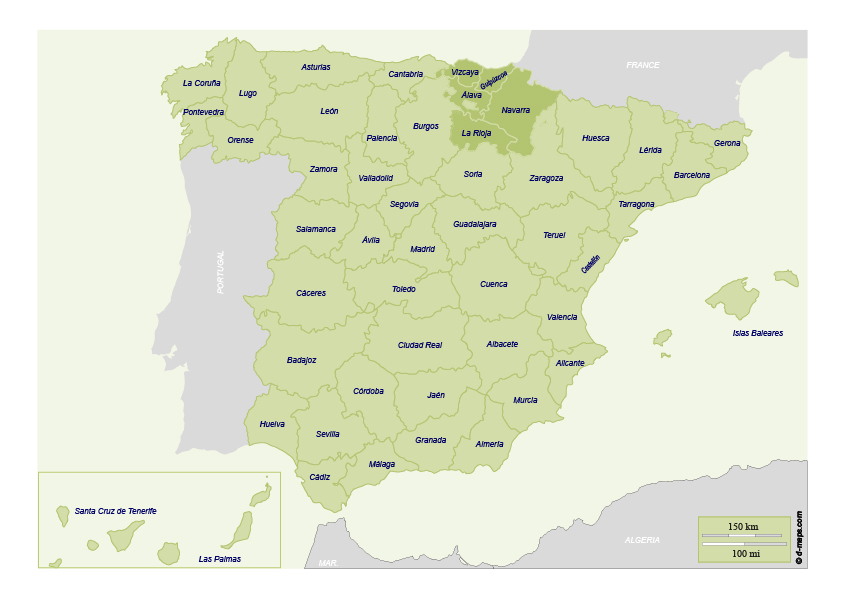 FRANCE
Asturias
Cantabria
Vizcaya
Guipúzcoa
La Coruña
Lugo
Álava
Navarra
León
Pontevedra
Palencia
Burgos
La Rioja
Orense
Huesca
Lérida
Gerona
Zamora
Valladolid
Soria
Zaragoza
Barcelona
Segovia
Tarragona
Salamanca
Ávila
Madrid
Guadalajara
Teruel
PORTUGAL
Castellón
Cáceres
Toledo
Cuenca
Valencia
Islas Baleares
Badajoz
Ciudad Real
Albacete
Alicante
Córdoba
Jaén
Murcia
Huelva
Sevilla
Granada
Almería
Cádiz
Málaga
Santa Cruz de Tenerife
Las Palmas
MAR.
ALGERIA
150 km
100 mi
© d-maps.com